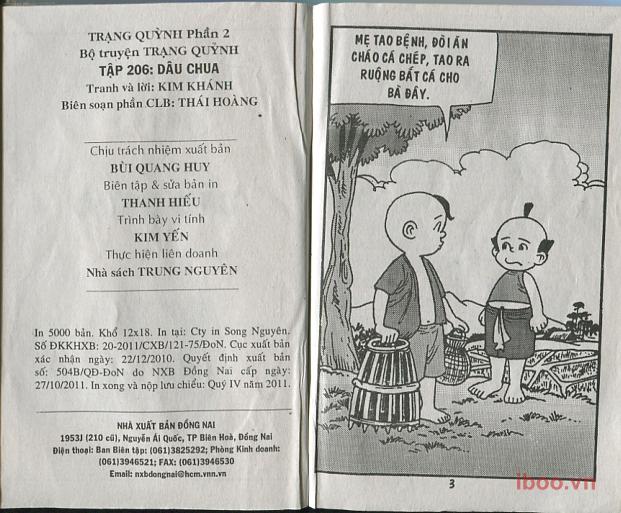 TRẠNG QUỲNH Phần 2
Bộ truyện TRẠNG QUỲNH
TẬP 206: DÂU CHUA
Tranh và lời: KIM KHÁNH
Biên soạn phần CLB: THÁI HOÀNG
Chịu trách nhiệm xuất bản
BÙI QUANG HUY
Biên tập & sửa bản in
THANH HIẾU
Trình bày vi tính
KIM YẾN
Thực hiện liên doanh
Nhà sách TRUNG NGUYÊN
In 5000 bản. Khổ 12x18. In tại: Cty in Song Nguyên.
Số ĐKKHXB: 20-2011/CXB/121-75/ĐoN. Cục xuất bản
xác nhận ngày: 22/12/2010. Quyết định xuất bản
số: 504B/QĐ-ĐoN do NXB Đồng Nai cấp ngày:
27/10/2011. In xong và nộp lưu chiểu: Quý IV năm 2011.
NHÀ XUẤT BẢN ĐỒNG NAI
1953J (210 cũ), Nguyễn Ái Quốc, TP Biên Hoà, Đồng Nai
Điện thoại: Ban Biên tập: (061)3825292; Phòng Kinh doanh:
(061)3946521; FAX: (061)3946530
Email: nxbdongnai@hcm.vnn.vn
MẸ TAO BỆNH, ĐÒI ĂN
CHÁO CÁ CHÉP, TAO RA
RUỘNG BẮT CÁ CHO
BÀ ĐÂY.
3
iboo.vn